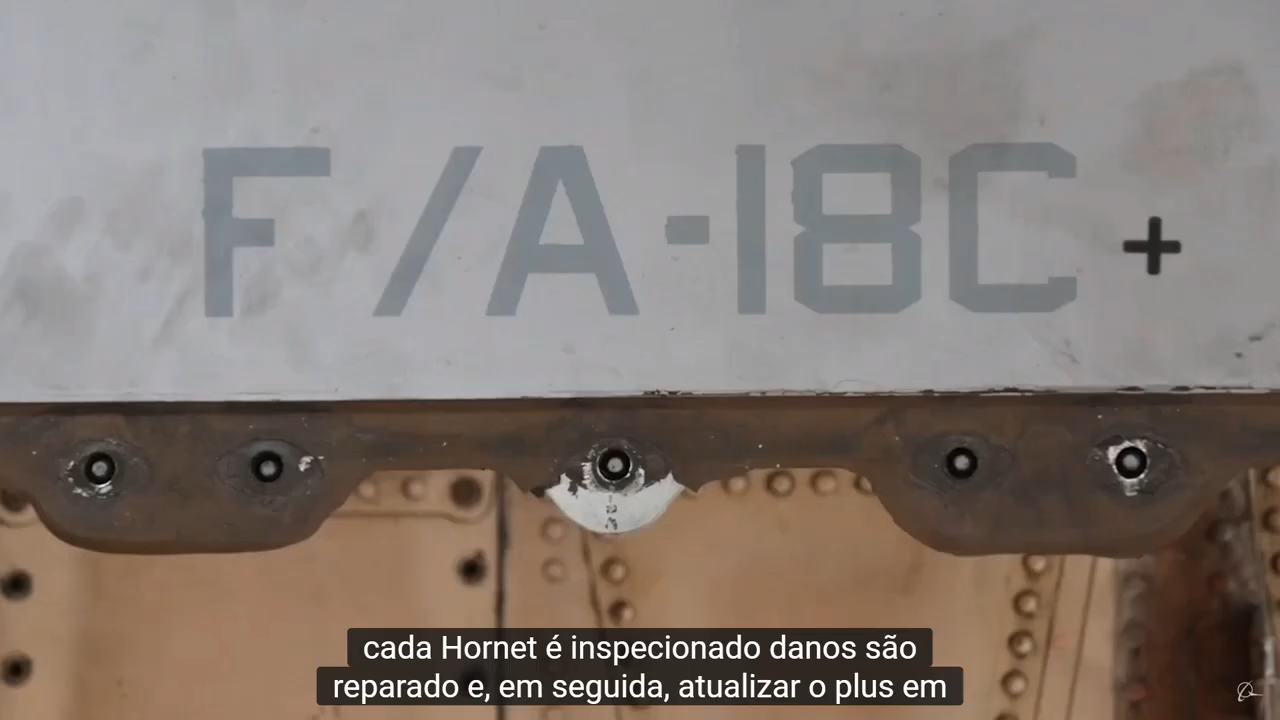 F/A-18C+
cada Hornet é inspecionado danos são
reparado e, em seguida, atualizar o plus em